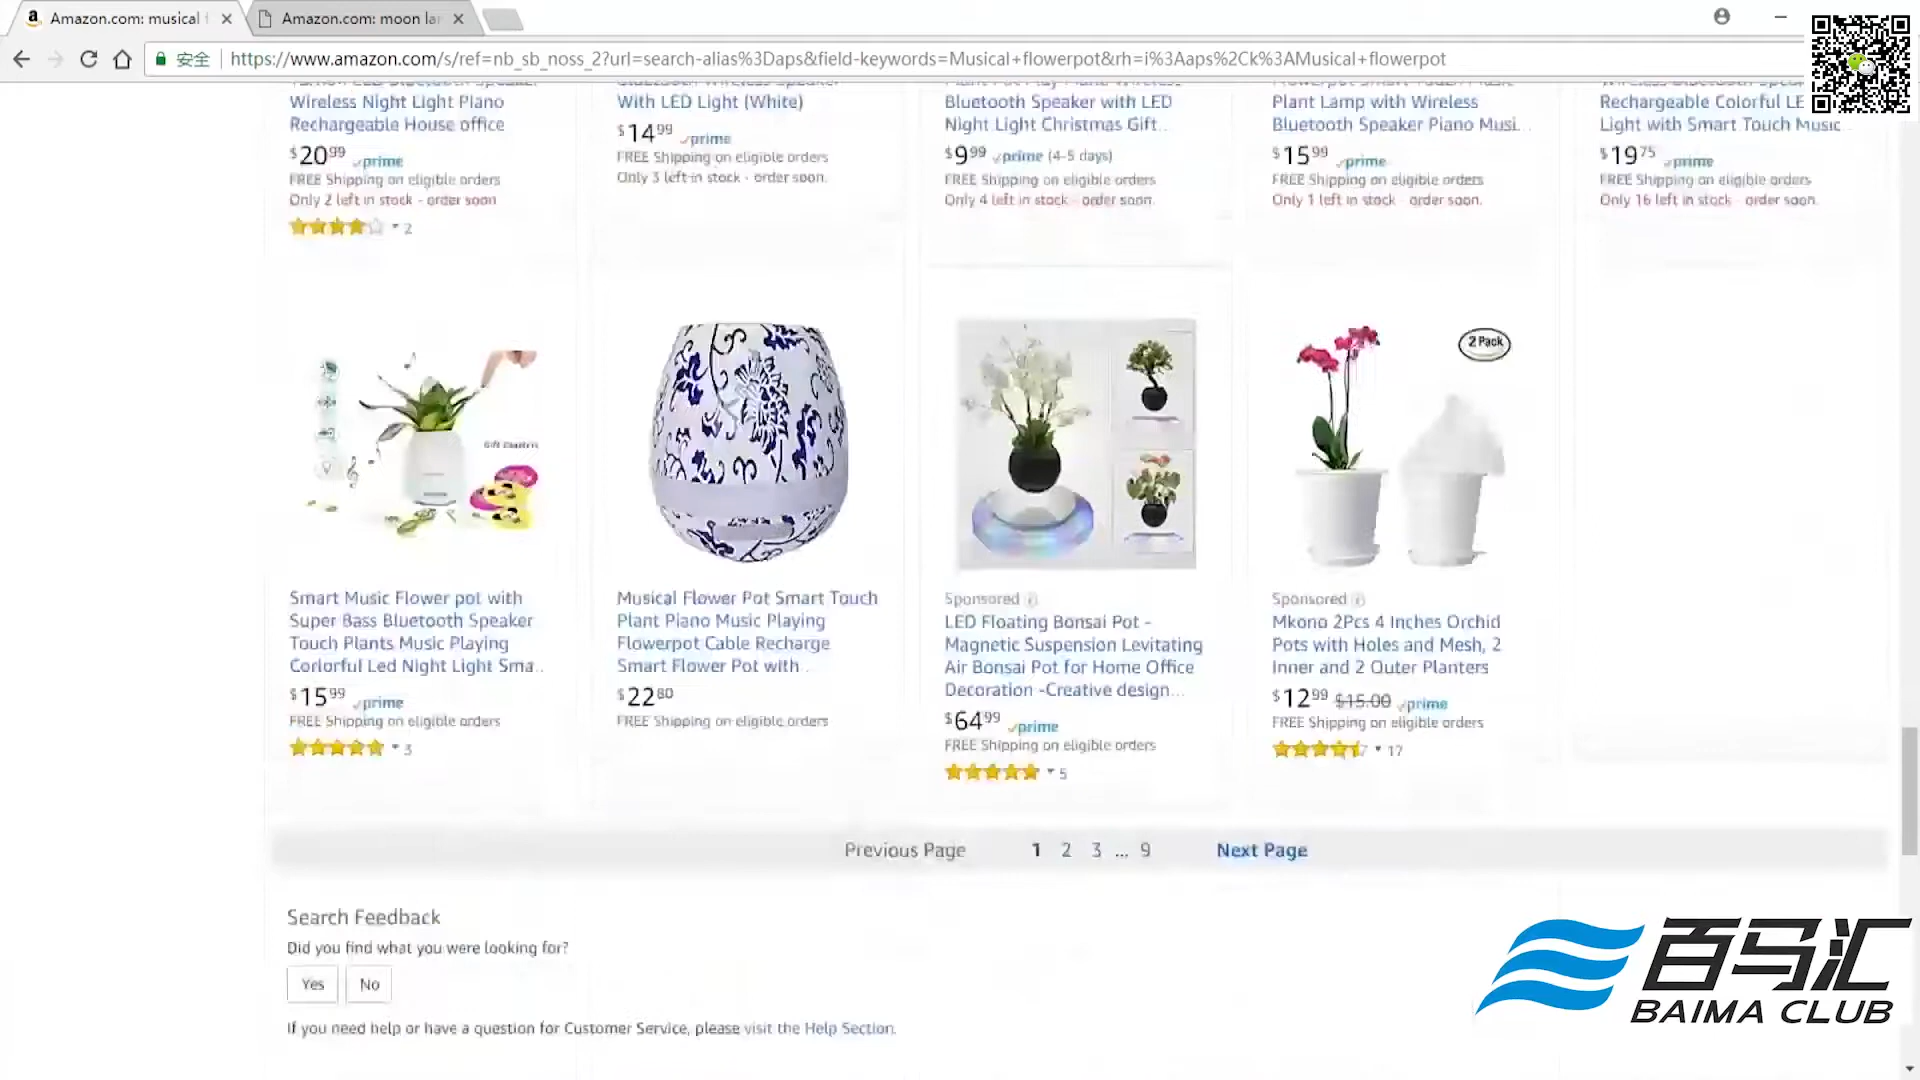 Amazon.com: musical f
Amazon.com: moon lar
安全
https://www.amazon.com/s/ref=nb_sb_noss_2?url=search-alias%3Daps&field-keywords=Musical+flowerpot&rh=i%3Aaps%2Ck%3AMusical+flowerpot
Wireless Night Light Piano
Rechargeable House office
$20.99 prime
FREE Shipping on eligible orders
Only 2 left in stock - order soon
2
With LED Light (White)
$14.99 prime
FREE Shipping on eligible orders
Only 3 left in stock - order soon.
Bluetooth Speaker with LED
Night Light Christmas Gift...
$9.99 prime (4-5 days)
FREE Shipping on eligible orders
Only 4 left in stock - order soon.
Plant Lamp with Wireless
Bluetooth Speaker Piano Musi...
$15.99 prime
FREE Shipping on eligible orders
Only 1 left in stock - order soon.
Rechargeable Colorful LE
Light with Smart Touch Music...
$19.75 prime
FREE Shipping on eligible orders
Only 16 left in stock - order soon.
2 Pack
Smart Music Flower pot with
Super Bass Bluetooth Speaker
Touch Plants Music Playing
Corlorful Led Night Light Sma...
$15.99 prime
FREE Shipping on eligible orders
3
Musical Flower Pot Smart Touch
Plant Piano Music Playing
Flowerpot Cable Recharge
Smart Flower Pot with...
$22.80
FREE Shipping on eligible orders
Sponsored
LED Floating Bonsai Pot -
Magnetic Suspension Levitating
Air Bonsai Pot for Home Office
Decoration -Creative design...
$64.99 prime
FREE Shipping on eligible orders
5
Sponsored
Mkono 2Pcs 4 Inches Orchid
Pots with Holes and Mesh, 2
Inner and 2 Outer Planters
$12.99 $15.00 prime
FREE Shipping on eligible orders
17
Previous Page 1 2 3 ... 9 Next Page
Search Feedback
Did you find what you were looking for?
Yes No
If you need help or have a question for Customer Service, please visit the Help Section.
百马汇
BAIMA CLUB